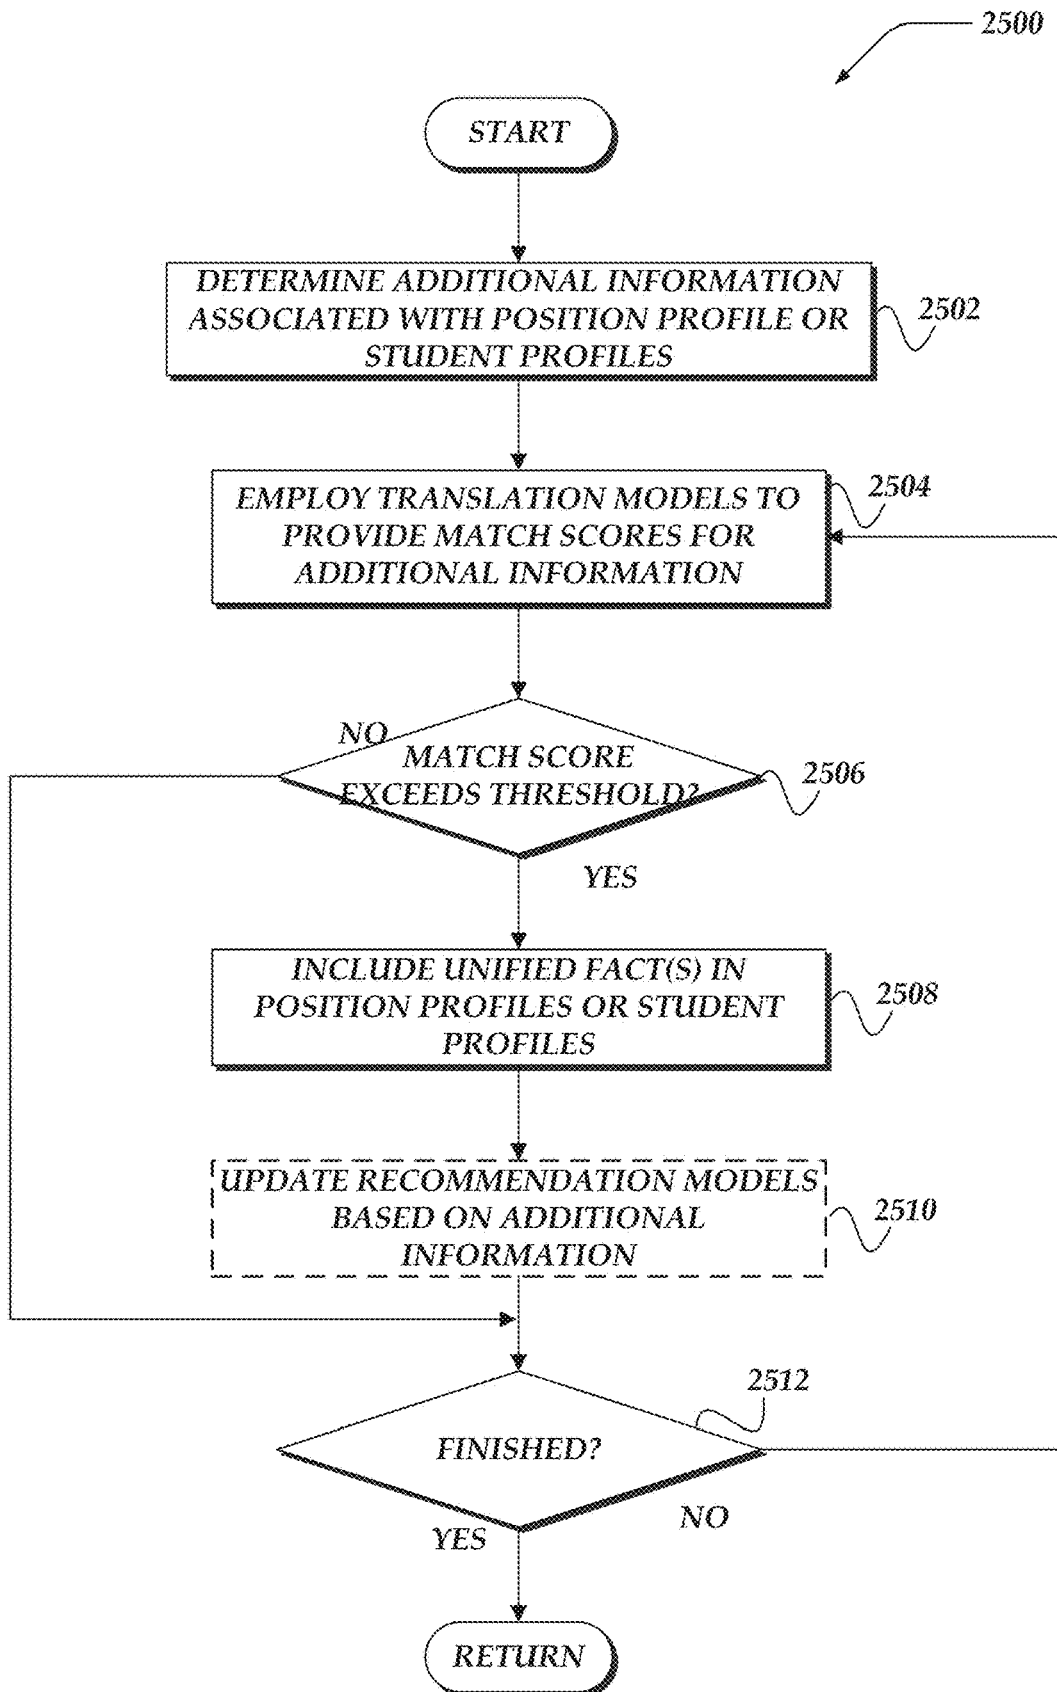 2500
START
DETERMINE ADDITIONAL INFORMATION
ASSOCIATED WITH POSITION PROFILE OR
STUDENT PROFILES
2502
EMPLOY TRANSLATION MODELS TO
PROVIDE MATCH SCORES FOR
ADDITIONAL INFORMATION
2504
NO
MATCH SCORE
EXCEEDS THRESHOLD?
2506
YES
INCLUDE UNIFIED FACT(S) IN
POSITION PROFILES OR STUDENT
PROFILES
2508
UPDATE RECOMMENDATION MODELS
BASED ON ADDITIONAL
INFORMATION
2510
2512
FINISHED?
NO
YES
RETURN